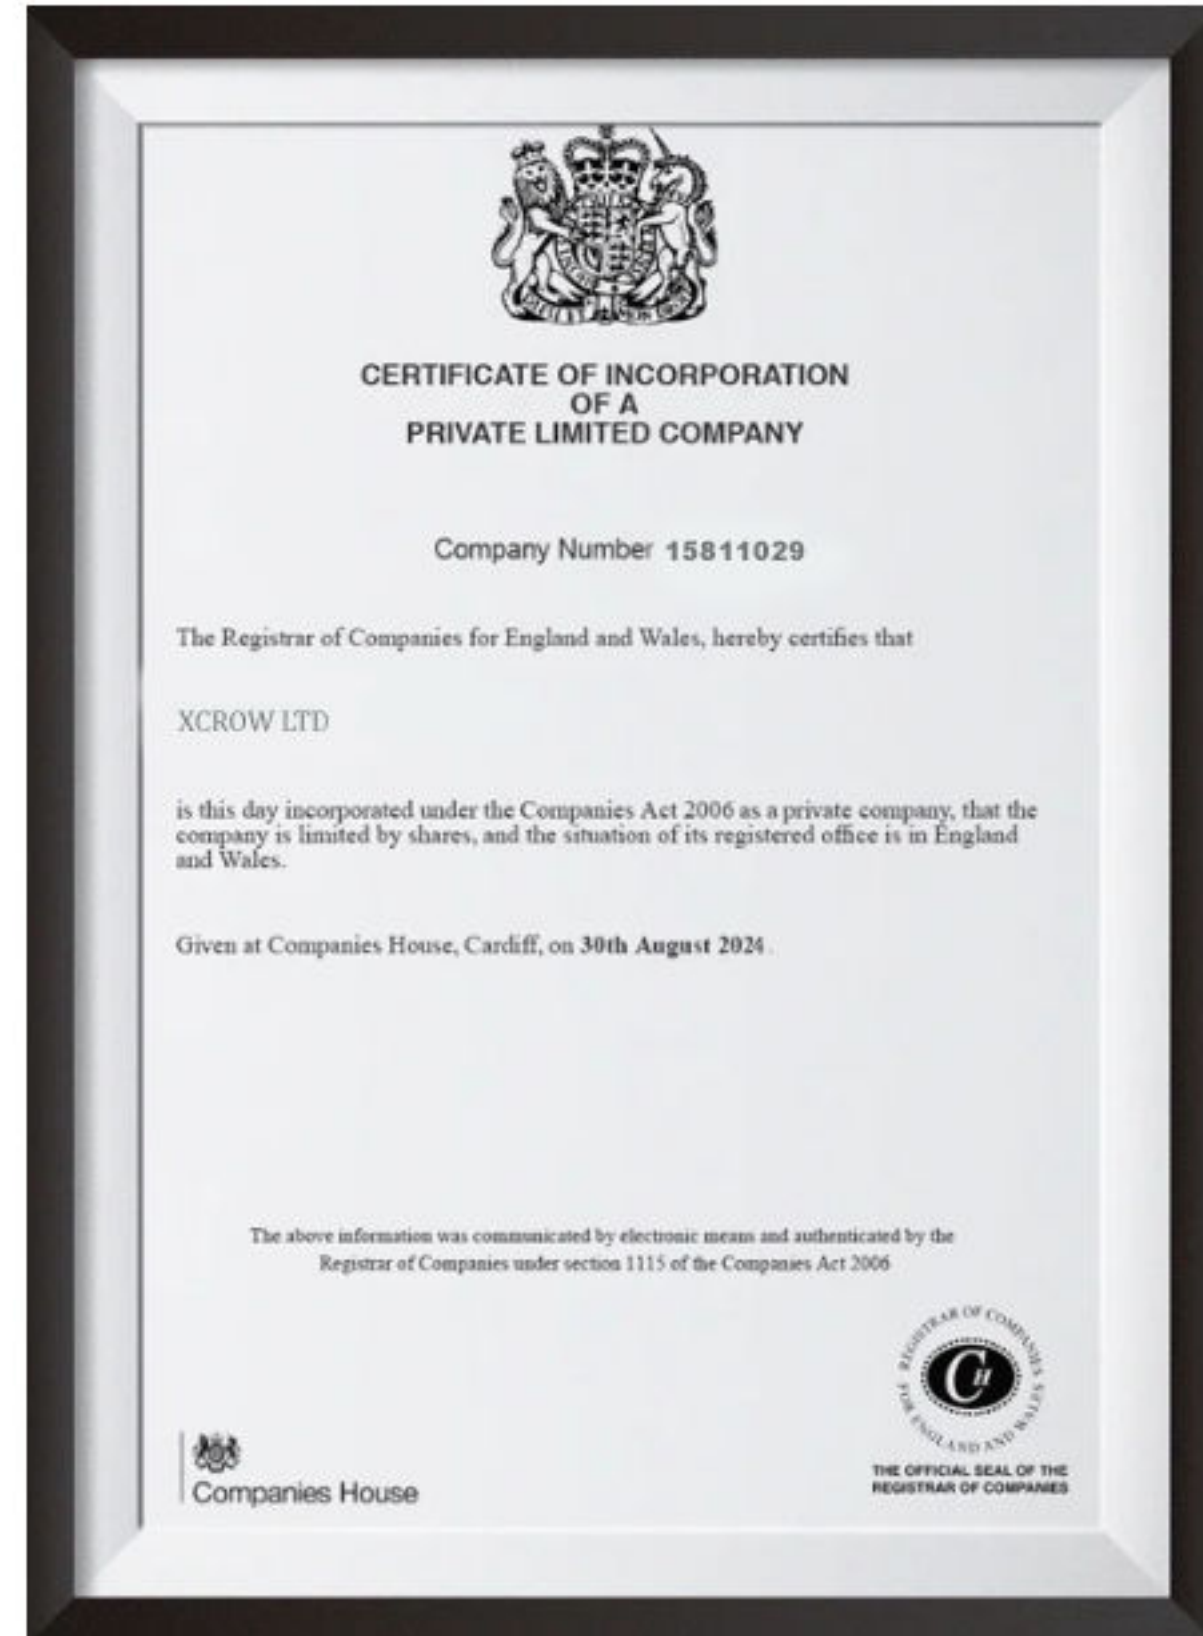 CERTIFICATE OF INCORPORATION
OF A
PRIVATE LIMITED COMPANY
Company Number 15811029
The Registrar of Companies for England and Wales, hereby certifies that
XCROW LTD
is this day incorporated under the Companies Act 2006 as a private company, that the
company is limited by shares, and the situation of its registered office is in England
and Wales.
Given at Companies House, Cardiff, on 30th August 2024.
The above information was communicated by electronic means and authenticated by the
Registrar of Companies under section 1115 of the Companies Act 2006
REGISTRAR OF COMPANIES
FOR ENGLAND AND WALES
CH
Companies House
THE OFFICIAL SEAL OF THE
REGISTRAR OF COMPANIES